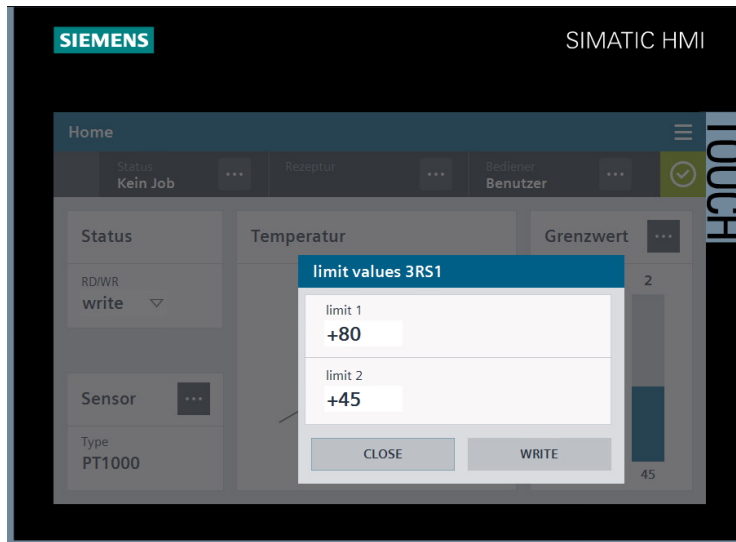 SIEMENS
SIMATIC HMI
TOUCH
Home
Status
Kein Job
...
Rezeptur
...
Bediener
Benutzer
...
Status
RD/WR
write
Sensor
...
Type
PT1000
Temperatur
Grenzwert
...
2
45
limit values 3RS1
limit 1
+80
limit 2
+45
CLOSE
WRITE